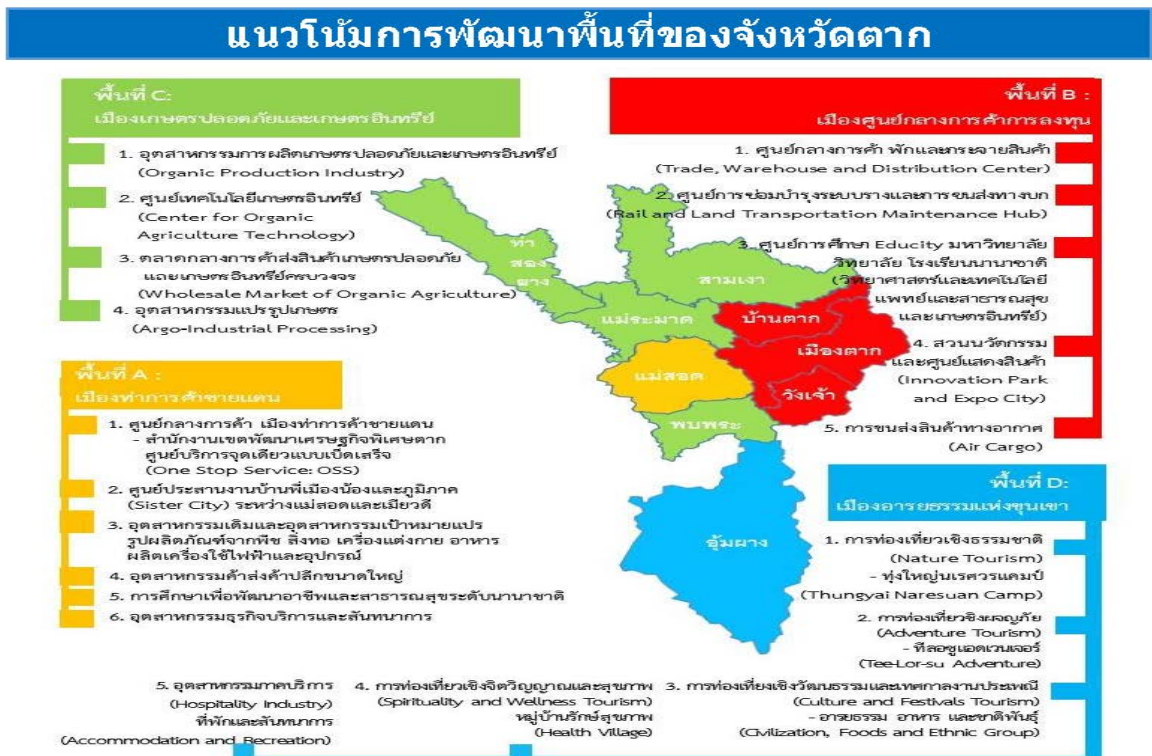 แนวโน้มการพัฒนาพื้นที่ของจังหวัดตาก
พื้นที่ C:
เมืองเกษตรปลอดภัยและเกษตรอินทรีย์
1. อุตสาหกรรมการผลิตเกษตรปลอดภัยและเกษตรอินทรีย์
(Organic Production Industry)
2. ศูนย์เทคโนโลยีเกษตรอินทรีย์
(Center for Organic
Agriculture Technology)
3. ตลาดกลางการค้าส่งสินค้าเกษตรปลอดภัย
และเกษตรอินทรีย์ครบวงจร
(Wholesale Market of Organic Agriculture)
4. อุตสาหกรรมแปรรูปเกษตร
(Argo-Industrial Processing)
พื้นที่ B :
เมืองศูนย์กลางการค้าการลงทุน
1. ศูนย์กลางการค้า พักและกระจายสินค้า
(Trade, Warehouse and Distribution Center)
2. ศูนย์การซ่อมบำรุงระบบรางและการขนส่งทางบก
(Rail and Land Transportation Maintenance Hub)
3. ศูนย์การศึกษา Educity มหาวิทยาลัย
วิทยาลัย โรงเรียนนานาชาติ
(วิทยาศาสตร์และเทคโนโลยี
แพทย์และสาธารณสุข
และเกษตรอินทรีย์)
4. สวนนวัตกรรม
และศูนย์แสดงสินค้า
(Innovation Park
and Expo City)
5. การขนส่งสินค้าทางอากาศ
(Air Cargo)
ท่า
สอง
ยาง
สามเงา
แม่ระมาด
บ้านตาก
เมืองตาก
แม่สอด
วังเจ้า
พบพระ
อุ้มผาง
พื้นที่ A :
เมืองท่าการค้าชายแดน
1. ศูนย์กลางการค้า เมืองท่าการค้าชายแดน
- สำนักงานเขตพัฒนาเศรษฐกิจพิเศษตาก
ศูนย์บริการจุดเดียวแบบเบ็ดเสร็จ
(One Stop Service: OSS)
2. ศูนย์ประสานงานบ้านพี่เมืองน้องและภูมิภาค
(Sister City) ระหว่างแม่สอดและเมียวดี
3. อุตสาหกรรมเดิมและอุตสาหกรรมเป้าหมายแปร
รูปผลิตภัณฑ์จากพืช สิ่งทอ เครื่องแต่งกาย อาหาร
ผลิตเครื่องใช้ไฟฟ้าและอุปกรณ์
4. อุตสาหกรรมค้าส่งค้าปลีกขนาดใหญ่
5. การศึกษาเพื่อพัฒนาอาชีพและสาธารณสุขระดับนานาชาติ
6. อุตสาหกรรมธุรกิจบริการและสันทนาการ
พื้นที่ D:
เมืองอารยธรรมแห่งขุนเขา
1. การท่องเที่ยวเชิงธรรมชาติ
(Nature Tourism)
- ทุ่งใหญ่นเรศวรแคมป์
(Thungyai Naresuan Camp)
2. การท่องเที่ยวเชิงผจญภัย
(Adventure Tourism)
- ทีลอซูแอดเวนเจอร์
(Tee-Lor-su Adventure)
3. การท่องเที่ยงเชิงวัฒนธรรมและเทศกาลงานประเพณี
(Culture and Festivals Tourism)
- อารยธรรม อาหาร และชาติพันธุ์
(Civilization, Foods and Ethnic Group)
4. การท่องเที่ยวเชิงจิตวิญญาณและสุขภาพ
(Spirituality and Wellness Tourism)
หมู่บ้านรักษ์สุขภาพ
(Health Village)
5. อุตสาหกรรมภาคบริการ
(Hospitality Industry)
ที่พักและสันทนาการ
(Accommodation and Recreation)